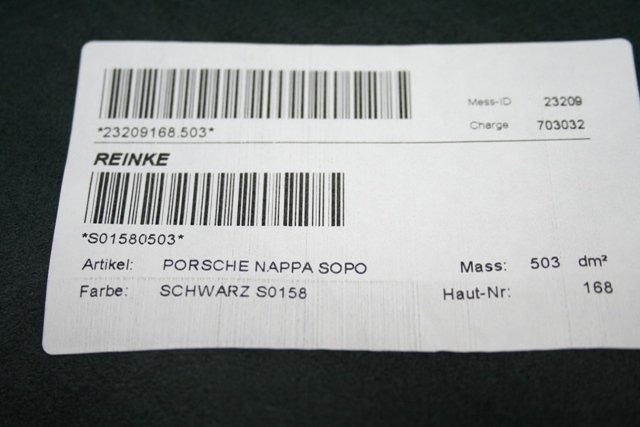 Mess-ID 23209
*23209168.503* Charge 703032
REINKE
*S01580503*
Artikel: PORSCHE NAPPA SOPO Mass: 503 dm²
Farbe: SCHWARZ S0158 Haut-Nr: 168